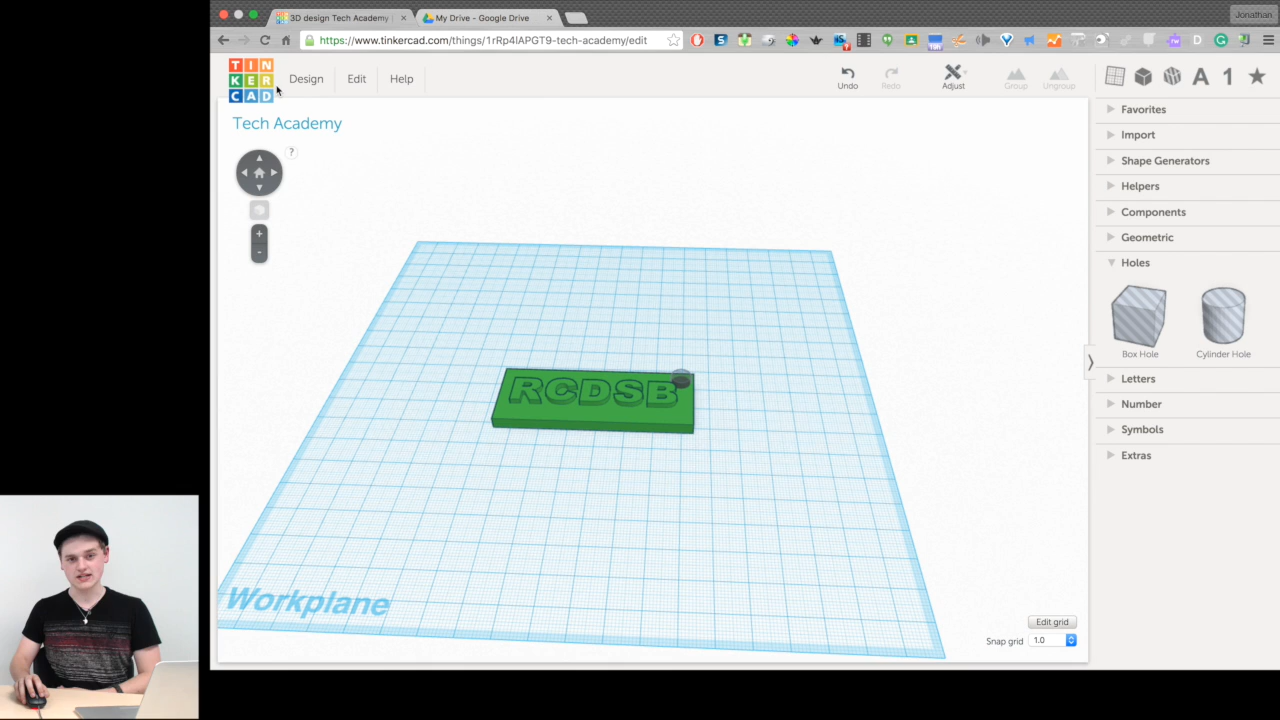 3D design Tech Academy
My Drive - Google Drive
Jonathan
https://www.tinkercad.com/things/1rRp4IAPGT9-tech-academy/edit
TIN
KER
CAD
Design
Edit
Help
Undo
Redo
Adjust
Group
Ungroup
Tech Academy
?
+
-
RCDSB
Workplane
Edit grid
Snap grid 1.0
Favorites
Import
Shape Generators
Helpers
Components
Geometric
Holes
Box Hole
Cylinder Hole
Letters
Number
Symbols
Extras